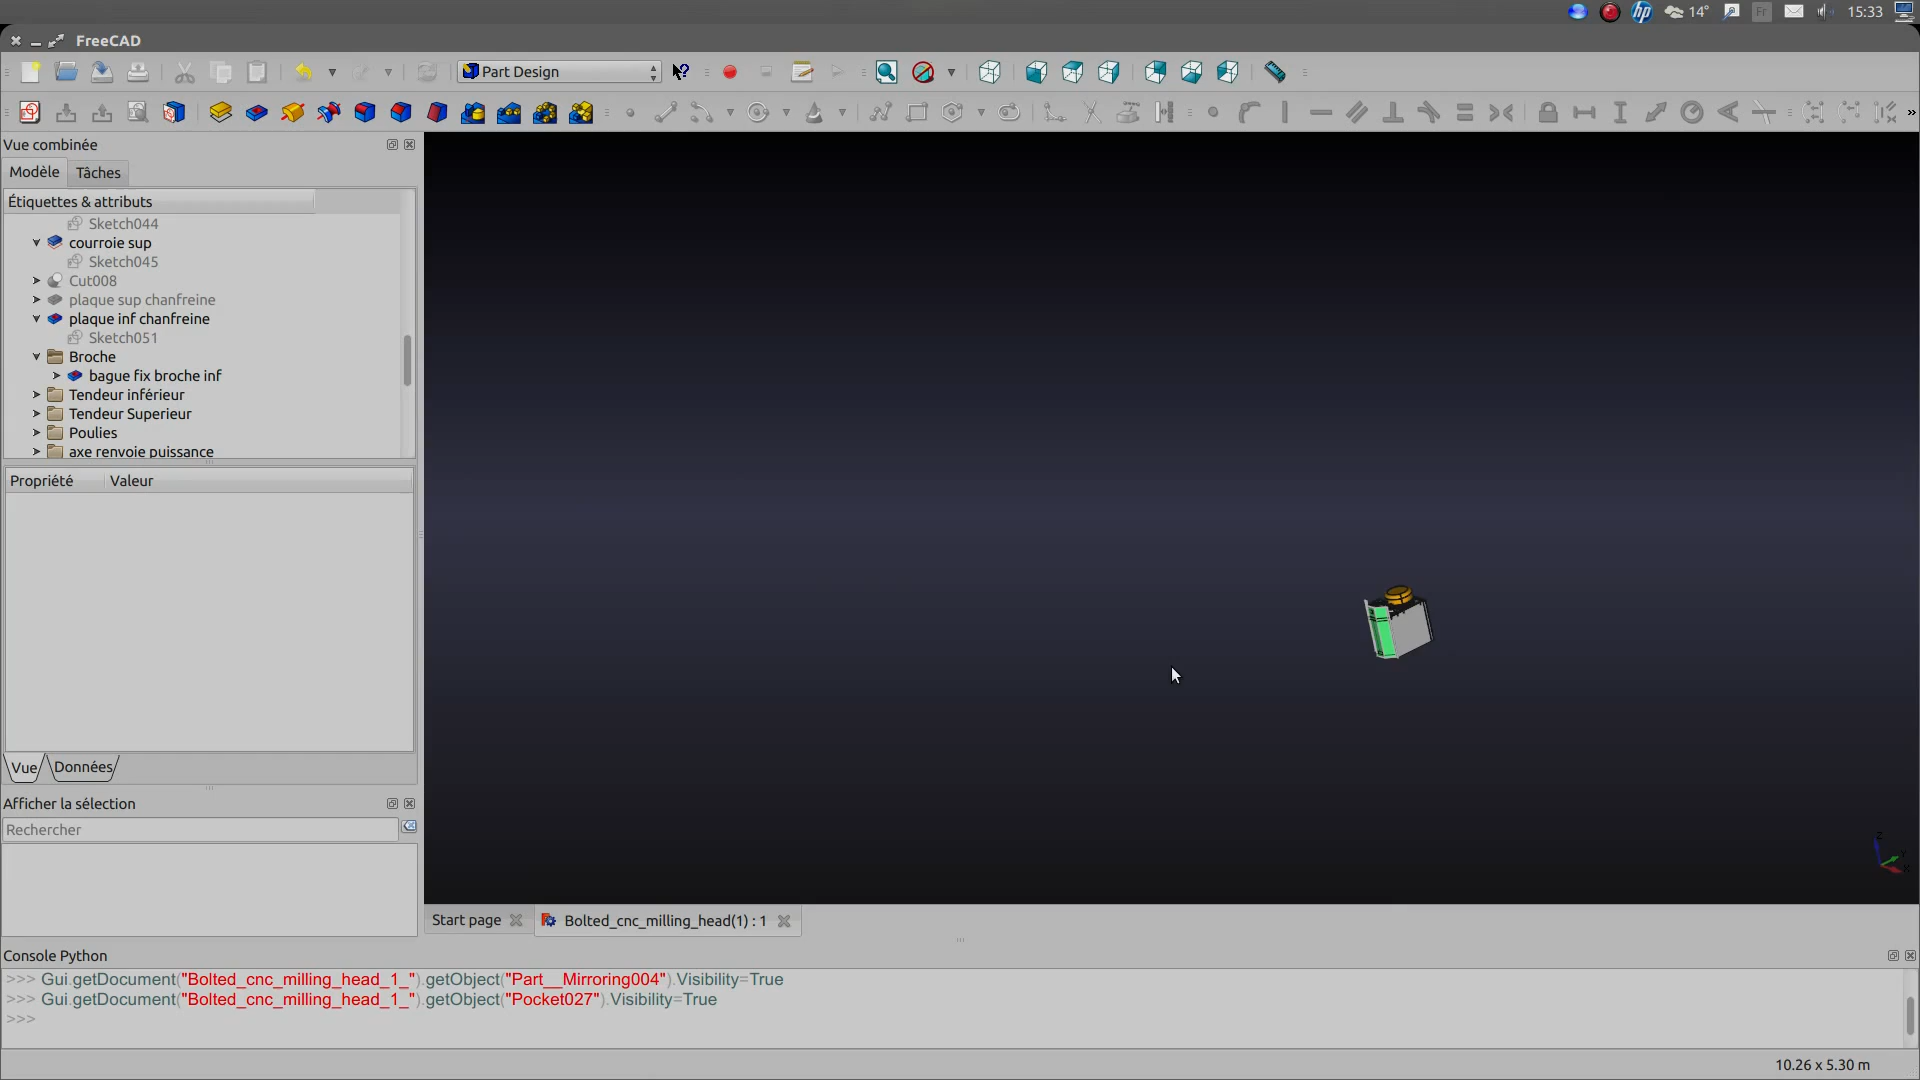 14°
Fr
15:33
FreeCAD
Part Design
Vue combinée
Modèle
Tâches
Étiquettes & attributs
Sketch044
courroie sup
Sketch045
Cut008
plaque sup chanfreine
plaque inf chanfreine
Sketch051
Broche
bague fix broche inf
Tendeur inférieur
Tendeur Superieur
Poulies
axe renvoie puissance
Propriété
Valeur
Vue
Données
Afficher la sélection
Rechercher
Z
Start page
Bolted_cnc_milling_head(1) : 1
Console Python
>>> Gui.getDocument("Bolted_cnc_milling_head_1_").getObject("Part__Mirroring004").Visibility=True
>>> Gui.getDocument("Bolted_cnc_milling_head_1_").getObject("Pocket027").Visibility=True
>>>
10.26 x 5.30 m